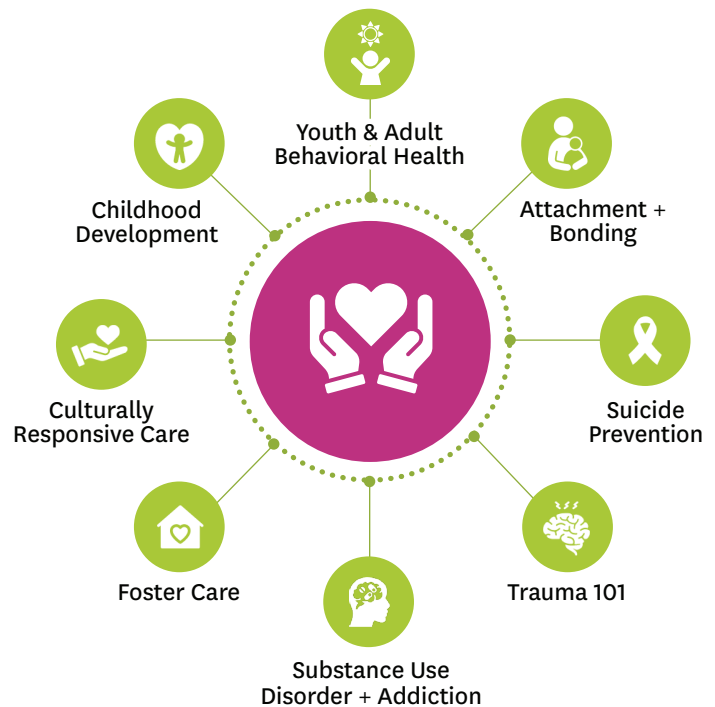 Youth & Adult
Behavioral Health
Attachment +
Bonding
Suicide
Prevention
Trauma 101
Substance Use
Disorder + Addiction
Foster Care
Culturally
Responsive Care
Childhood
Development